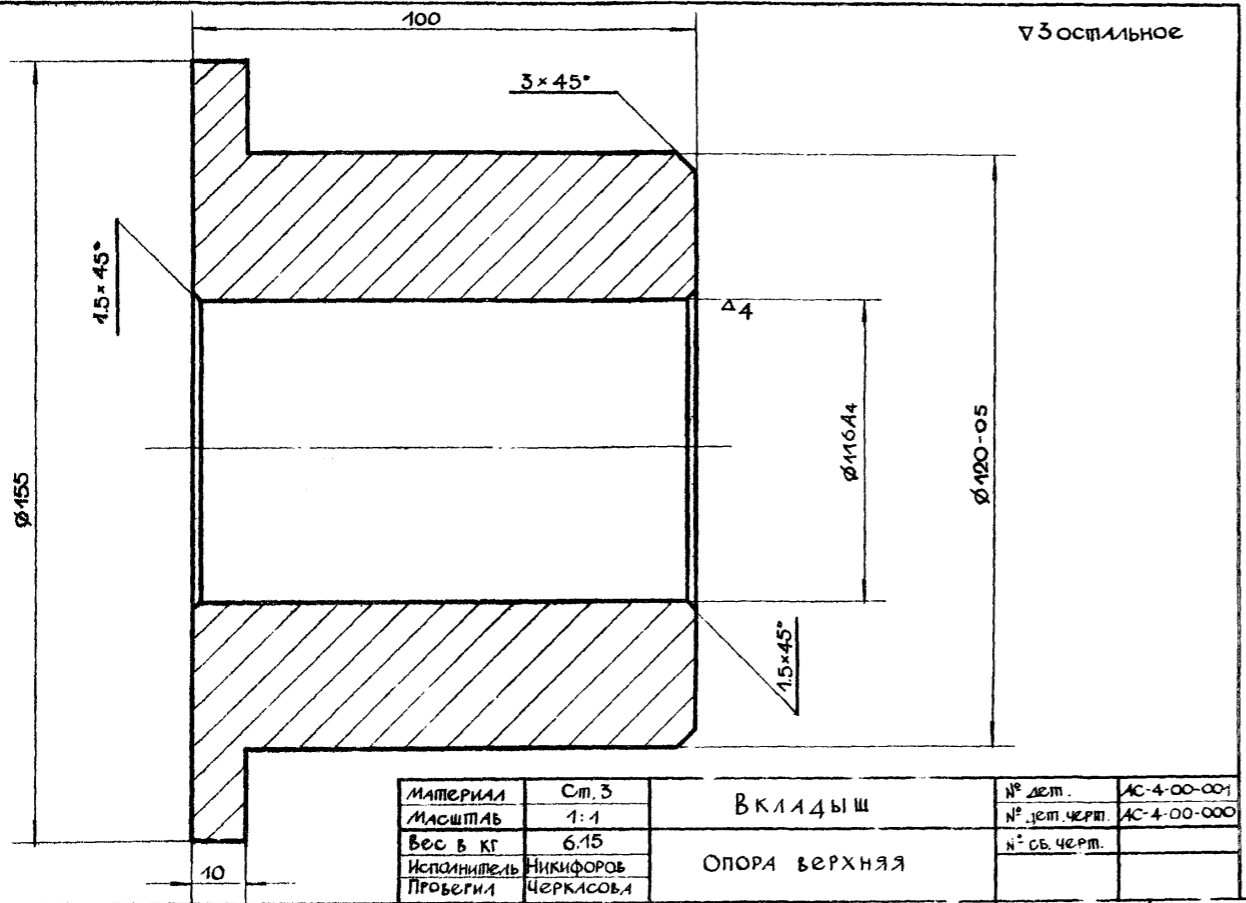 100
∇3 остальное
3×45°
1.5×45°
∆4
Ø155
Ø116А4
Ø120-05
1.5×45°
10
Материал Ст. 3
Масштаб 1:1
Вес в кг 6.15
Исполнитель Никифоров
Проверил Черкасова
Вкладыш
Опора верхняя
№ дет. АС-4-00-001
№ дет. черт. АС-4-00-000
№ сб. черт.